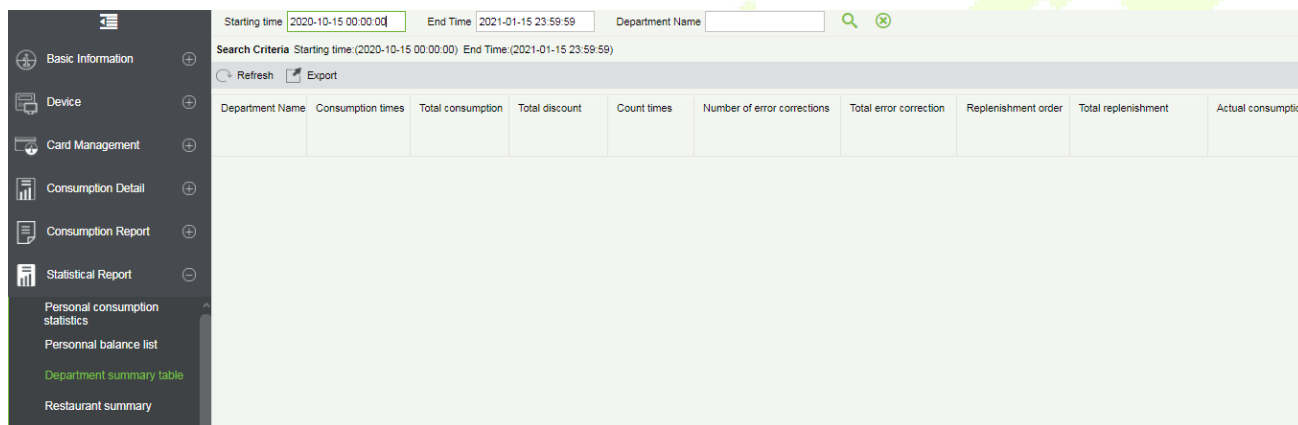 Starting time 2020-10-15 00:00:00 End Time 2021-01-15 23:59:59 Department Name
Search Criteria Starting time:(2020-10-15 00:00:00) End Time:(2021-01-15 23:59:59)
Refresh Export
Department Name Consumption times Total consumption Total discount Count times Number of error corrections Total error correction Replenishment order Total replenishment Actual consumptio
Basic Information
Device
Card Management
Consumption Detail
Consumption Report
Statistical Report
Personal consumption
statistics
Personnal balance list
Department summary table
Restaurant summary